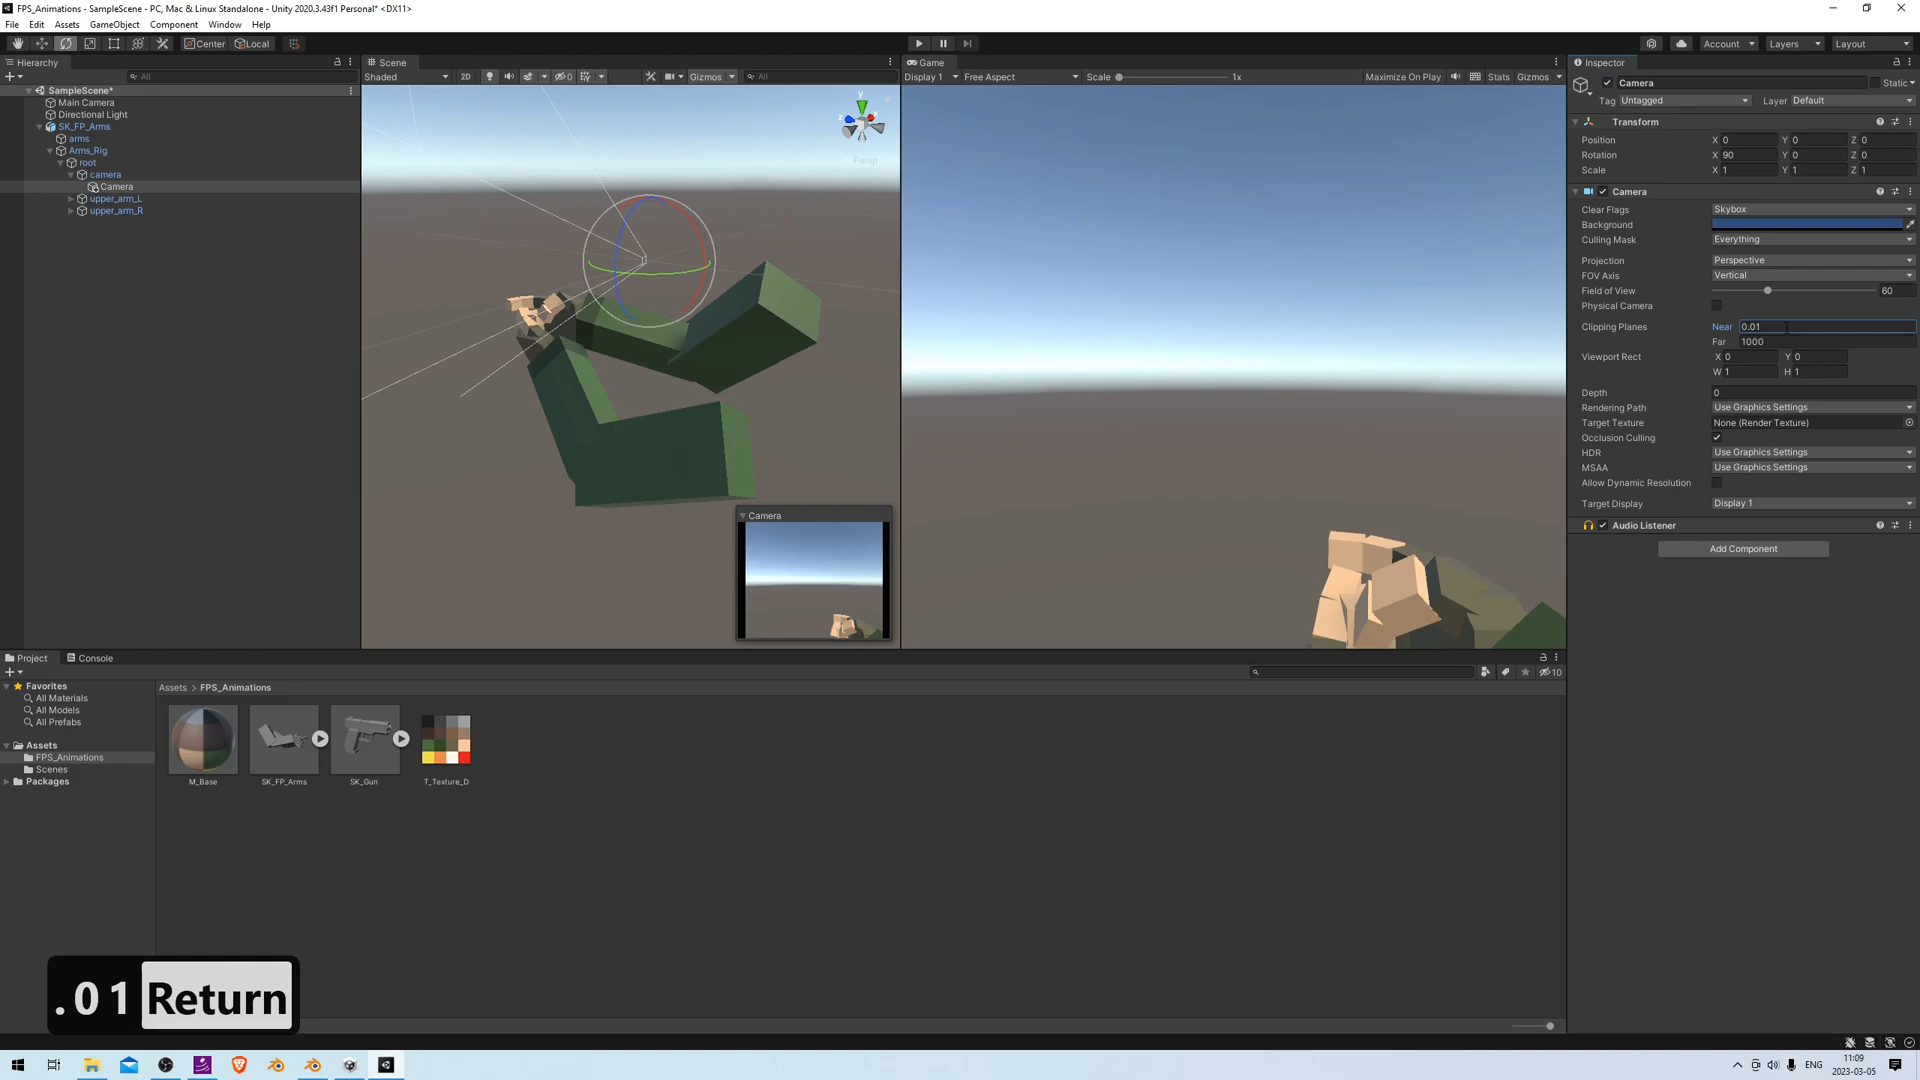 FPS_Animations - SampleScene - PC, Mac & Linux Standalone - Unity 2020.3.43f1 Personal* <DX11>
File Edit Assets GameObject Component Window Help
Center Local Account Layers Layout
Hierarchy
All
SampleScene*
Main Camera
Directional Light
SK_FP_Arms
arms
Arms_Rig
root
camera
Camera
upper_arm_L
upper_arm_R
Scene
Shaded 2D 0 Gizmos All
y
x
z
Persp
Camera
Game
Display 1 Free Aspect Scale 1x Maximize On Play Stats Gizmos
Inspector
Camera Static
Tag Untagged Layer Default
Transform
Position X 0 Y 0 Z 0
Rotation X 90 Y 0 Z 0
Scale X 1 Y 1 Z 1
Camera
Clear Flags Skybox
Background
Culling Mask Everything
Projection Perspective
FOV Axis Vertical
Field of View 60
Physical Camera
Clipping Planes Near 0.01
Far 1000
Viewport Rect X 0 Y 0
W 1 H 1
Depth 0
Rendering Path Use Graphics Settings
Target Texture None (Render Texture)
Occlusion Culling
HDR Use Graphics Settings
MSAA Use Graphics Settings
Allow Dynamic Resolution
Target Display Display 1
Audio Listener
Add Component
Project Console
10
Favorites
All Materials
All Models
All Prefabs
Assets
FPS_Animations
Scenes
Packages
Assets > FPS_Animations
M_Base SK_FP_Arms SK_Gun T_Texture_D
.01 Return
ENG
11:09
2023-03-05